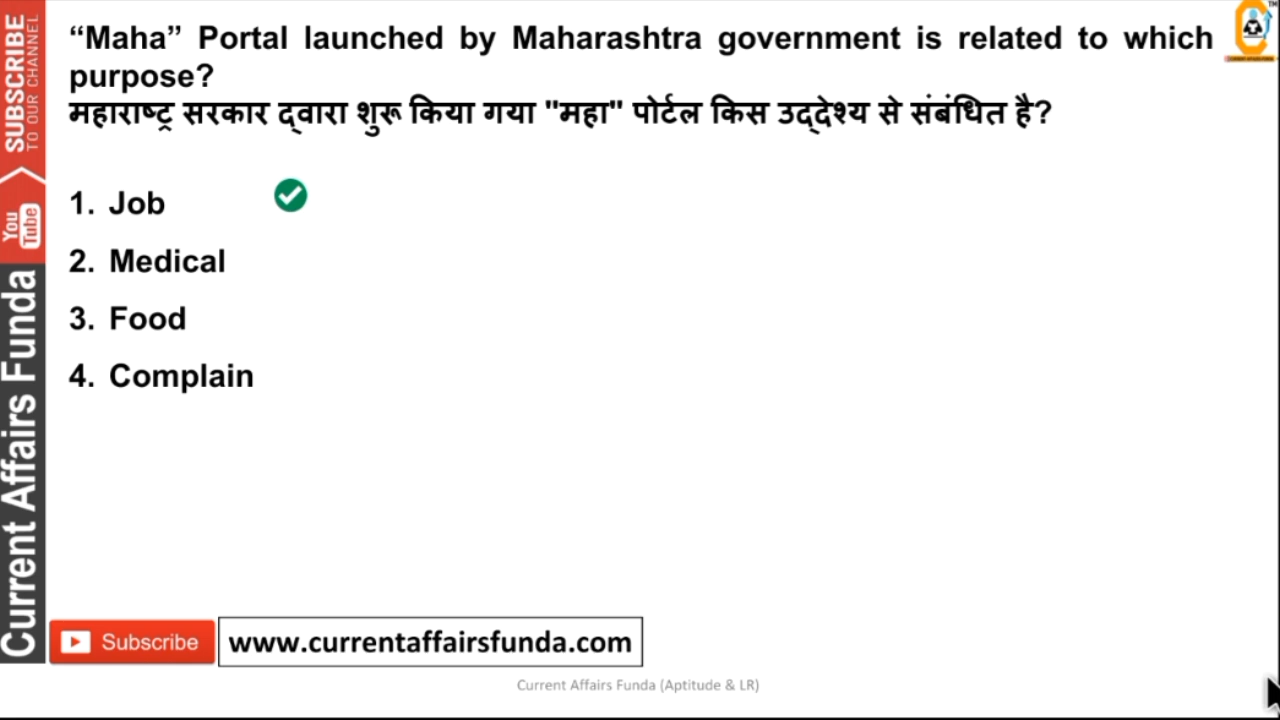 “Maha” Portal launched by Maharashtra government is related to which
purpose?
महाराष्ट्र सरकार द्वारा शुरू किया गया "महा" पोर्टल किस उद्देश्य से संबंधित है?
1. Job
2. Medical
3. Food
4. Complain
SUBSCRIBE
TO OUR CHANNEL
You
Tube
Current Affairs Funda
Subscribe
www.currentaffairsfunda.com
Current Affairs Funda (Aptitude & LR)